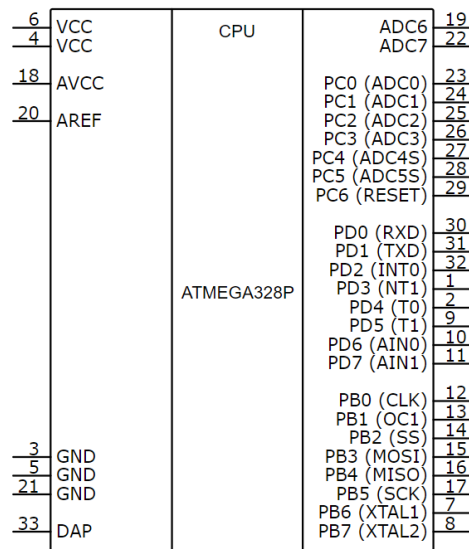 6 VCC
4 VCC
18 AVCC
20 AREF
3 GND
5 GND
21 GND
33 DAP
CPU
ATMEGA328P
ADC6 19
ADC7 22
PC0 (ADC0) 23
PC1 (ADC1) 24
PC2 (ADC2) 25
PC3 (ADC3) 26
PC4 (ADC4S) 27
PC5 (ADC5S) 28
PC6 (RESET) 29
PD0 (RXD) 30
PD1 (TXD) 31
PD2 (INT0) 32
PD3 (NT1) 1
PD4 (T0) 2
PD5 (T1) 9
PD6 (AIN0) 10
PD7 (AIN1) 11
PB0 (CLK) 12
PB1 (OC1) 13
PB2 (SS) 14
PB3 (MOSI) 15
PB4 (MISO) 16
PB5 (SCK) 17
PB6 (XTAL1) 7
PB7 (XTAL2) 8